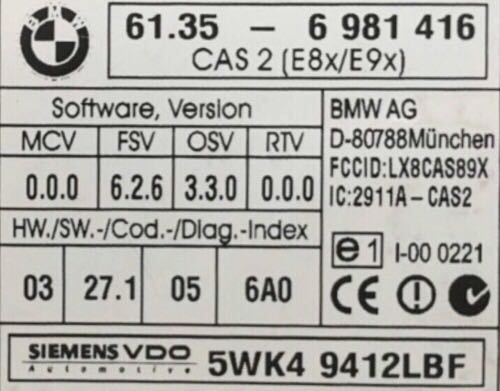 BMW
61.35 - 6 981 416
CAS 2 (E8x/E9x)
Software, Version
MCV FSV OSV RTV
0.0.0 6.2.6 3.3.0 0.0.0
HW./SW.-/Cod.-/Diag.-Index
03 27.1 05 6A0
BMW AG
D-80788München
FCCID:LX8CAS89X
IC:2911A-CAS2
e1 I-00 0221
CE
SIEMENS VDO
Automotive
5WK4 9412LBF